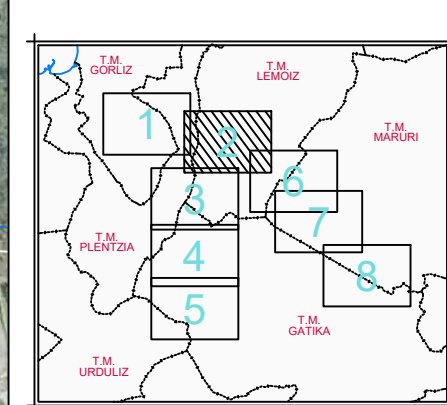 T.M.
GORLIZ
T.M.
LEMOIZ
T.M.
MARURI
1
2
3
6
7
T.M.
PLENTZIA
4
8
5
T.M.
GATIKA
T.M.
URDULIZ